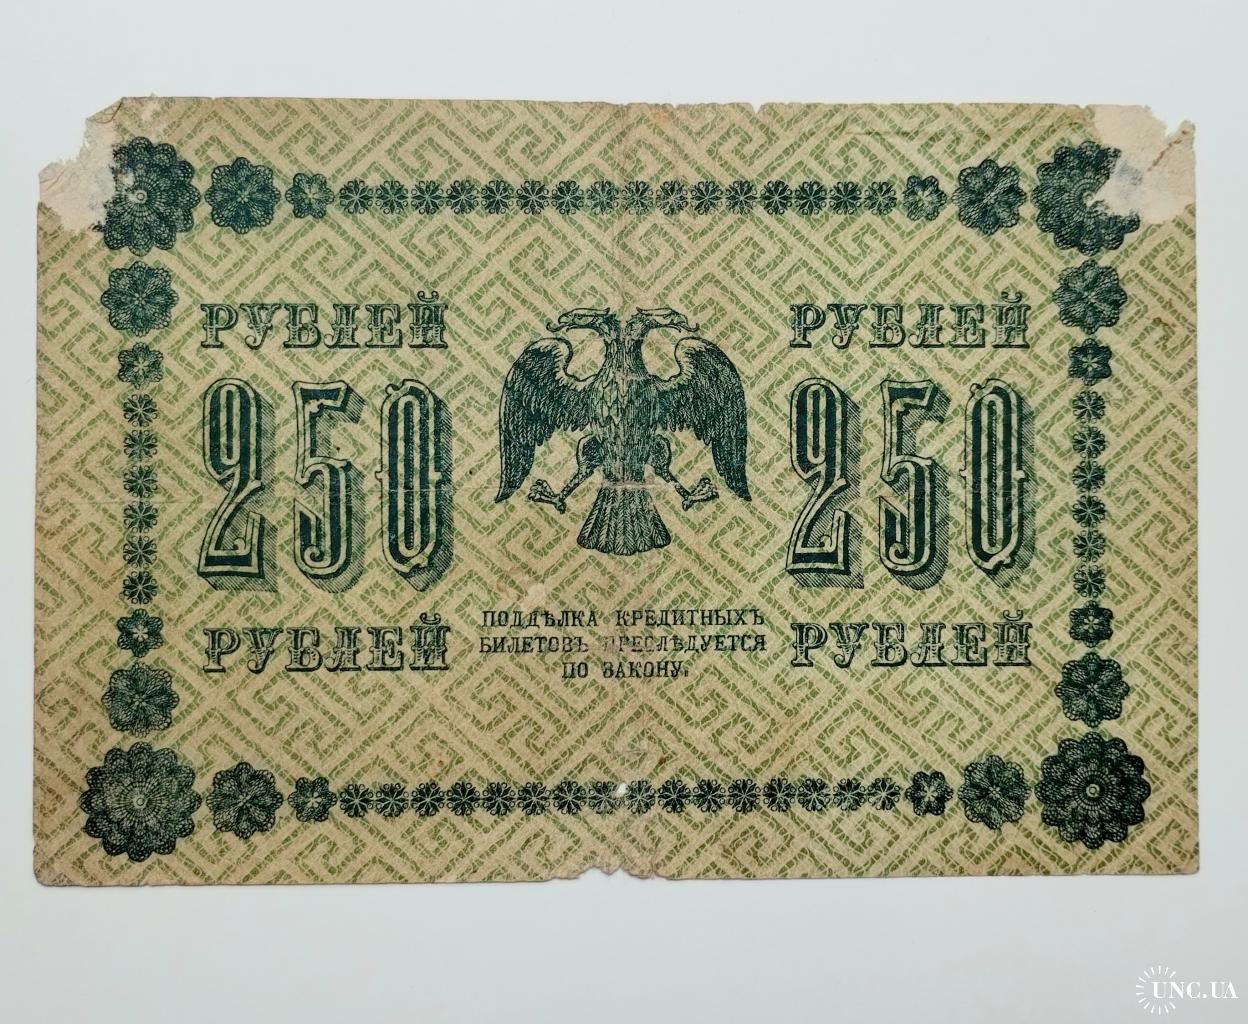 РУБЛЕЙ
250
РУБЛЕЙ
ПОДДѢЛКА КРЕДИТНЫХЪ
БИЛЕТОВЪ ПРЕСЛѢДУЕТСЯ
ПО ЗАКОНУ.
РУБЛЕЙ
250
РУБЛЕЙ
UNC.UA